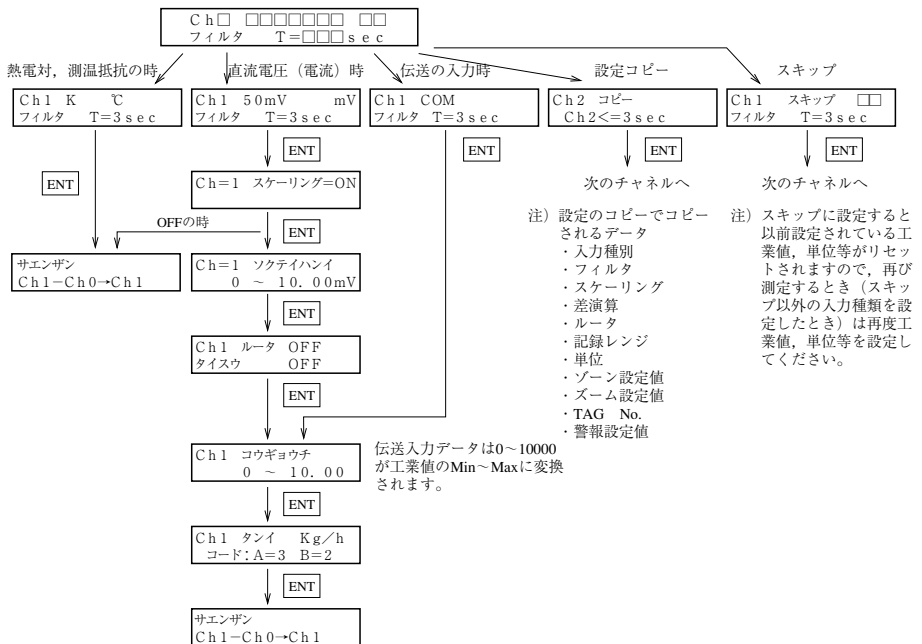 Ch□ □□□□□□□ □□
フィルタ T=□□□sec
熱電対，測温抵抗の時
直流電圧（電流）時
伝送の入力時
設定コピー
スキップ
Ch1 K ℃
フィルタ T=3sec
Ch1 50mV mV
フィルタ T=3sec
Ch1 COM
フィルタ T=3sec
Ch2 コピー
Ch2<=3sec
Ch1 スキップ □□
フィルタ T=3sec
ENT
ENT
ENT
ENT
ENT
Ch=1 スケーリング=ON
次のチャネルへ
次のチャネルへ
OFFの時
ENT
サエンザン
Ch1−Ch0→Ch1
Ch=1 ソクテイハンイ
0 ～ 10.00mV
ENT
Ch1 ルータ OFF
タイスウ OFF
ENT
Ch1 コウギョウチ
0 ～ 10.00
伝送入力データは0～10000
が工業値のMin～Maxに変換
されます。
ENT
Ch1 タンイ Kg/h
コード：A=3 B=2
ENT
サエンザン
Ch1−Ch0→Ch1
注）設定のコピーでコピー
されるデータ
・入力種別
・フィルタ
・スケーリング
・差演算
・ルータ
・記録レンジ
・単位
・ゾーン設定値
・ズーム設定値
・TAG No.
・警報設定値
注）スキップに設定すると
以前設定されている工
業値，単位等がリセッ
トされますので，再び
測定するとき（スキッ
プ以外の入力種類を設
定したとき）は再度工
業値，単位等を設定し
てください。